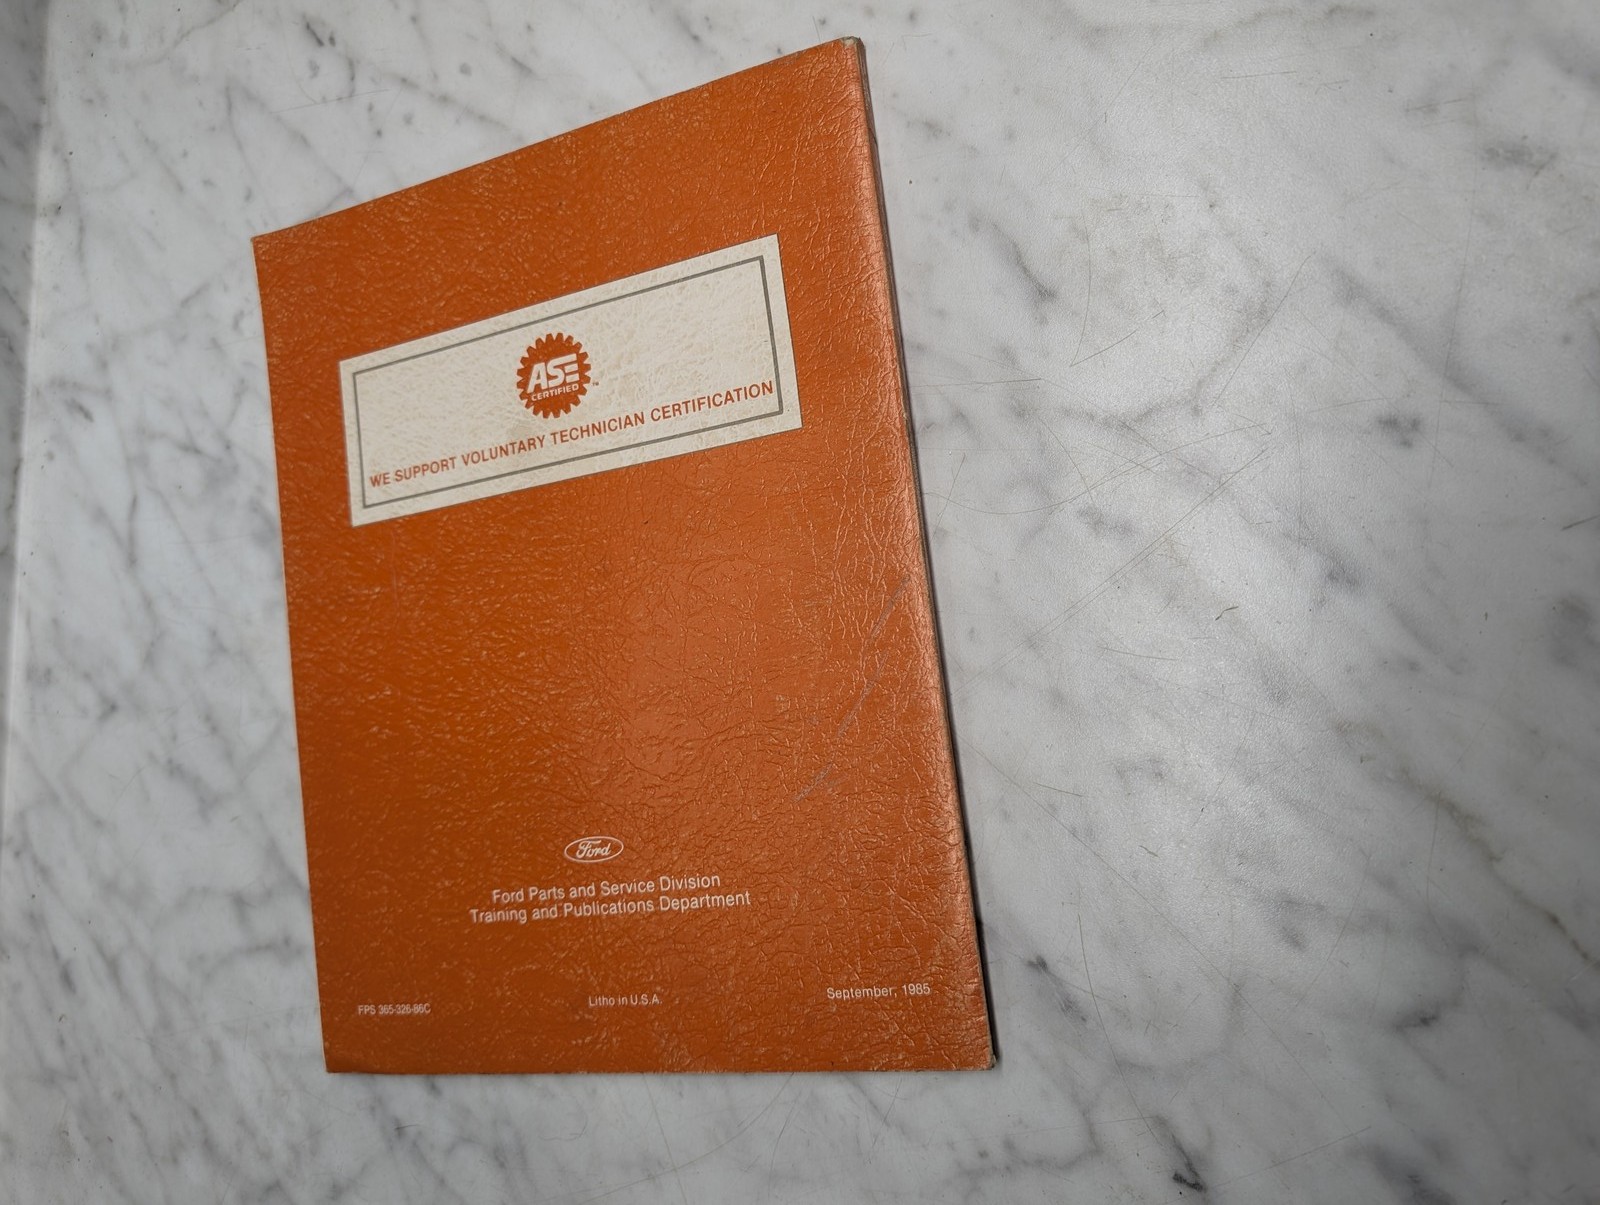 ASE
CERTIFIED
TM
WE SUPPORT VOLUNTARY TECHNICIAN CERTIFICATION
Ford
Ford Parts and Service Division
Training and Publications Department
FPS 365-326-86C
Litho in U.S.A.
September, 1985